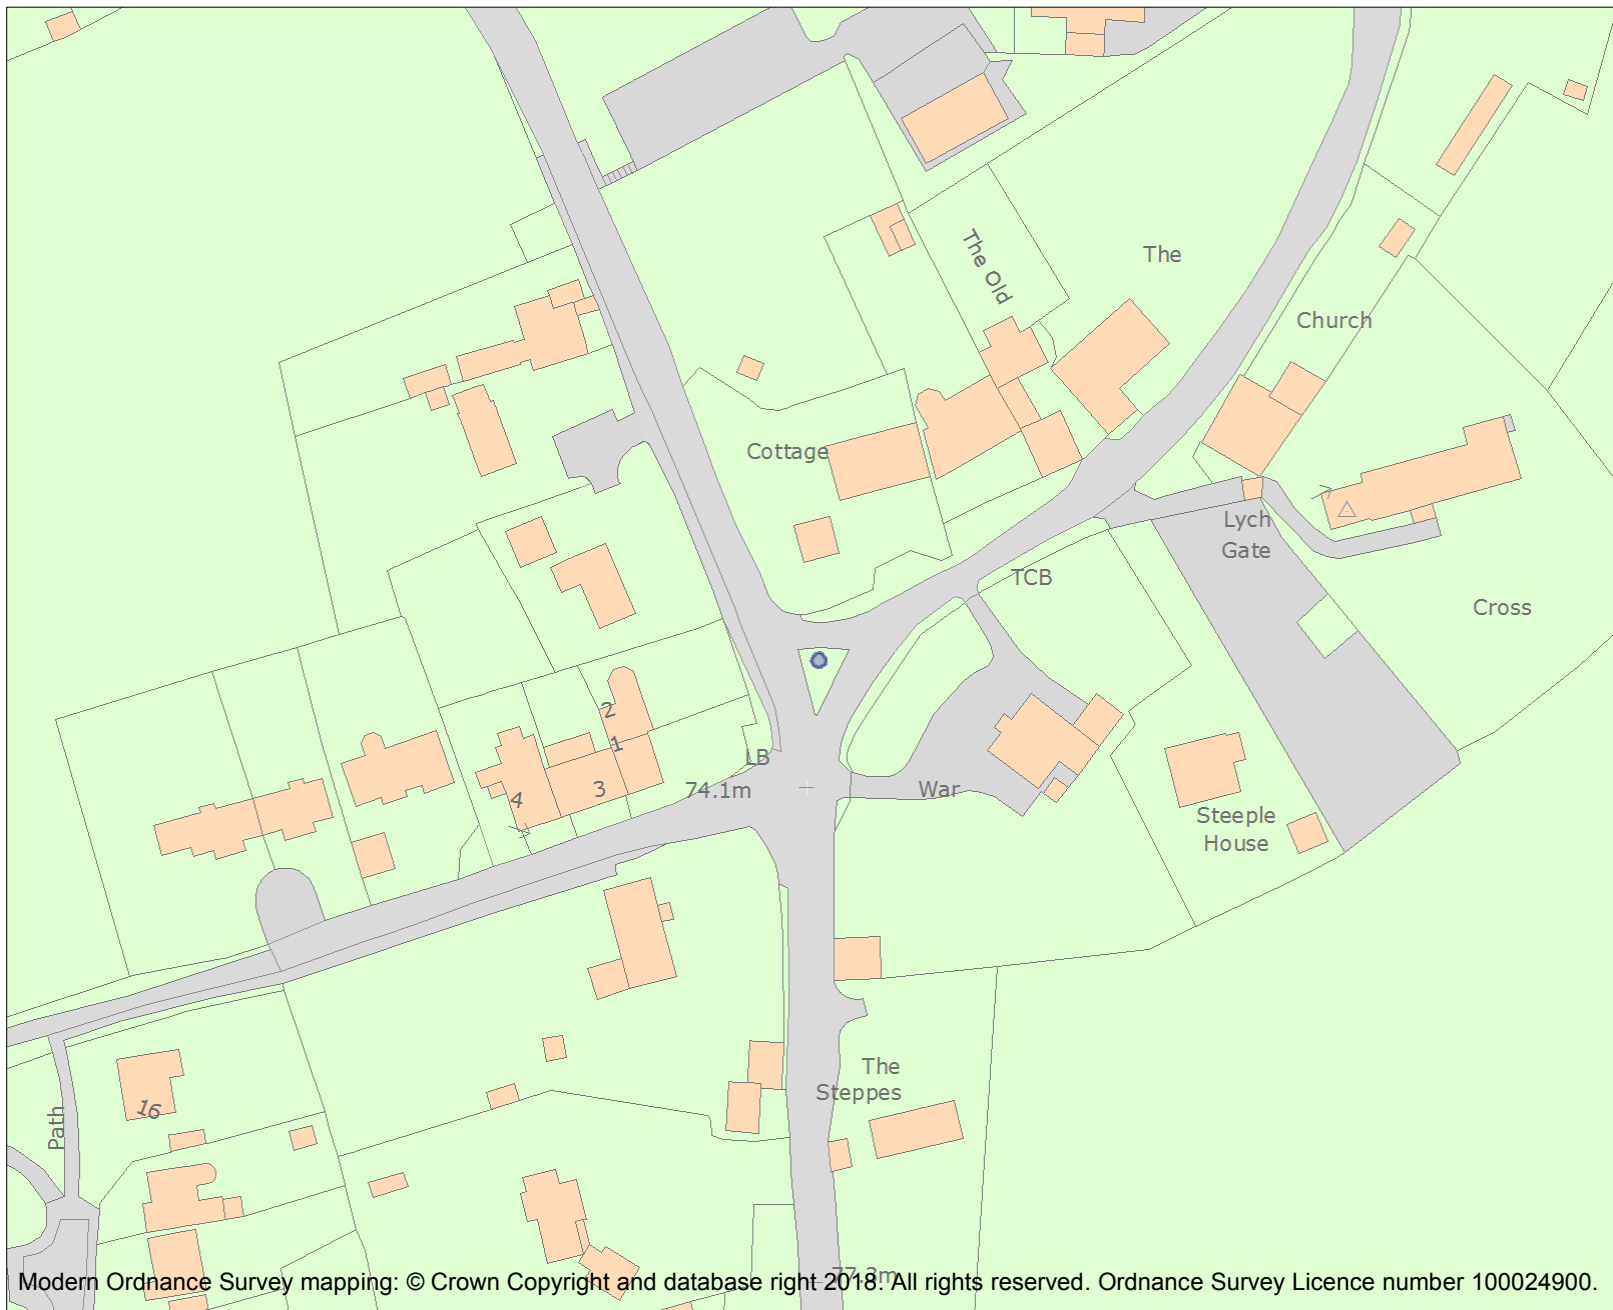 The
The Old
Church
Cottage
Lych
Gate
TCB
Cross
2
1
LB
74.1m
3
4
War
Steeple
House
The
Steppes
16
Path
77.3m
Modern Ordnance Survey mapping: © Crown Copyright and database right 2018. All rights reserved. Ordnance Survey Licence number 100024900.